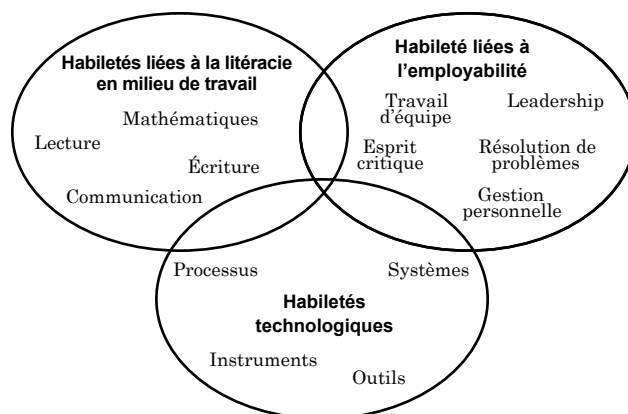 Habiletés liées à la litéracie
en milieu de travail
Mathématiques
Lecture
Écriture
Communication
Habileté liées à
l'employabilité
Travail
d'équipe
Leadership
Esprit
critique
Résolution de
problèmes
Gestion
personnelle
Processus
Systèmes
Habiletés
technologiques
Instruments
Outils